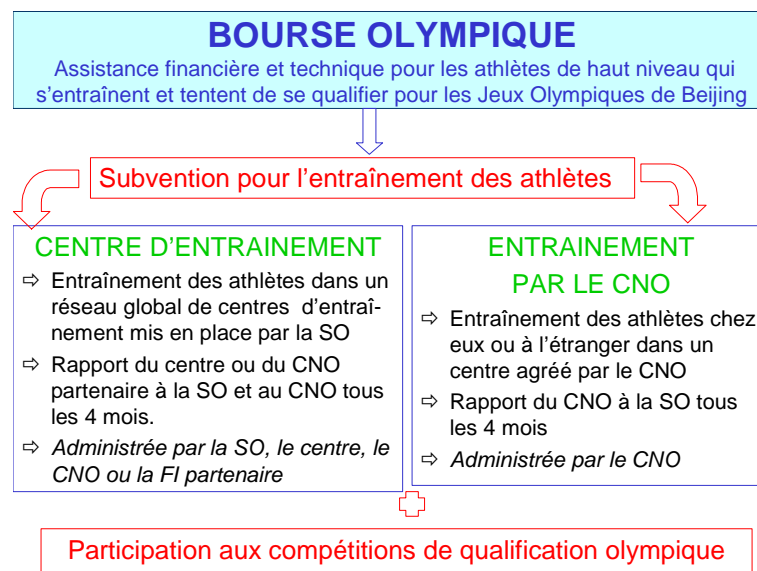 BOURSE OLYMPIQUE
Assistance financière et technique pour les athlètes de haut niveau qui
s'entraînent et tentent de se qualifier pour les Jeux Olympiques de Beijing
Subvention pour l'entraînement des athlètes
CENTRE D'ENTRAINEMENT
⇨ Entraînement des athlètes dans un
réseau global de centres d'entraî-
nement mis en place par la SO
⇨ Rapport du centre ou du CNO
partenaire à la SO et au CNO tous
les 4 mois.
⇨ Administrée par la SO, le centre, le
CNO ou la FI partenaire
ENTRAINEMENT
PAR LE CNO
⇨ Entraînement des athlètes chez
eux ou à l'étranger dans un
centre agréé par le CNO
⇨ Rapport du CNO à la SO tous
les 4 mois
⇨ Administrée par le CNO
Participation aux compétitions de qualification olympique